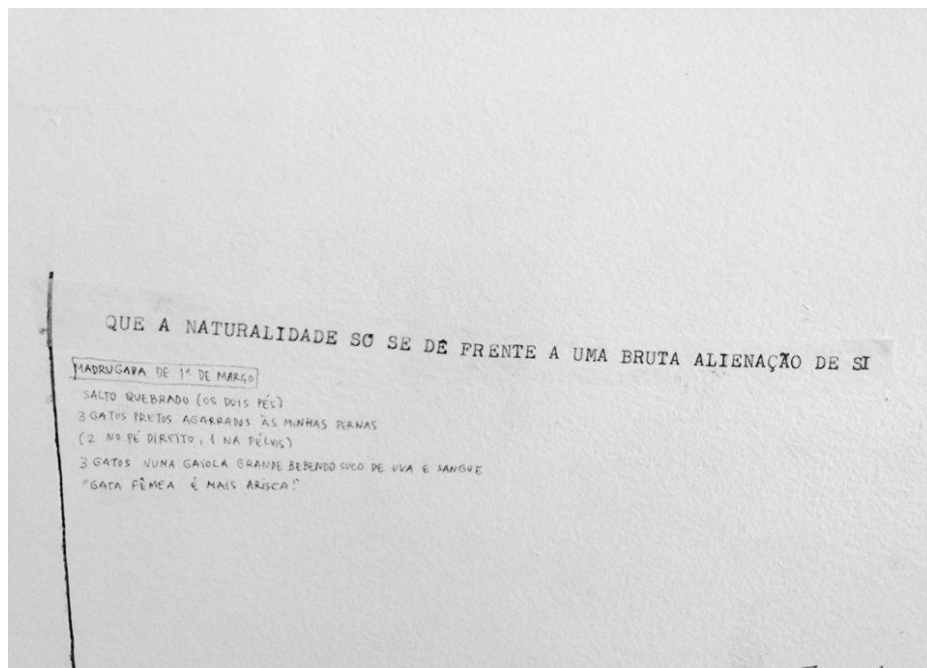 QUE A NATURALIDADE SÓ SE DÊ FRENTE A UMA BRUTA ALIENAÇÃO DE SI
MADRUGADA DE 1º DE MARÇO
SALTO QUEBRADO (OS DOIS PÉS)
3 GATOS PRETOS AGARRADOS ÀS MINHAS PERNAS
(2 NO PÉ DIREITO, 1 NA PÉLVIS)
3 GATOS NUMA GAIOLA GRANDE BEBENDO SUCO DE UVA E SANGUE
"GATA FÊMEA É MAIS ARISCA!"